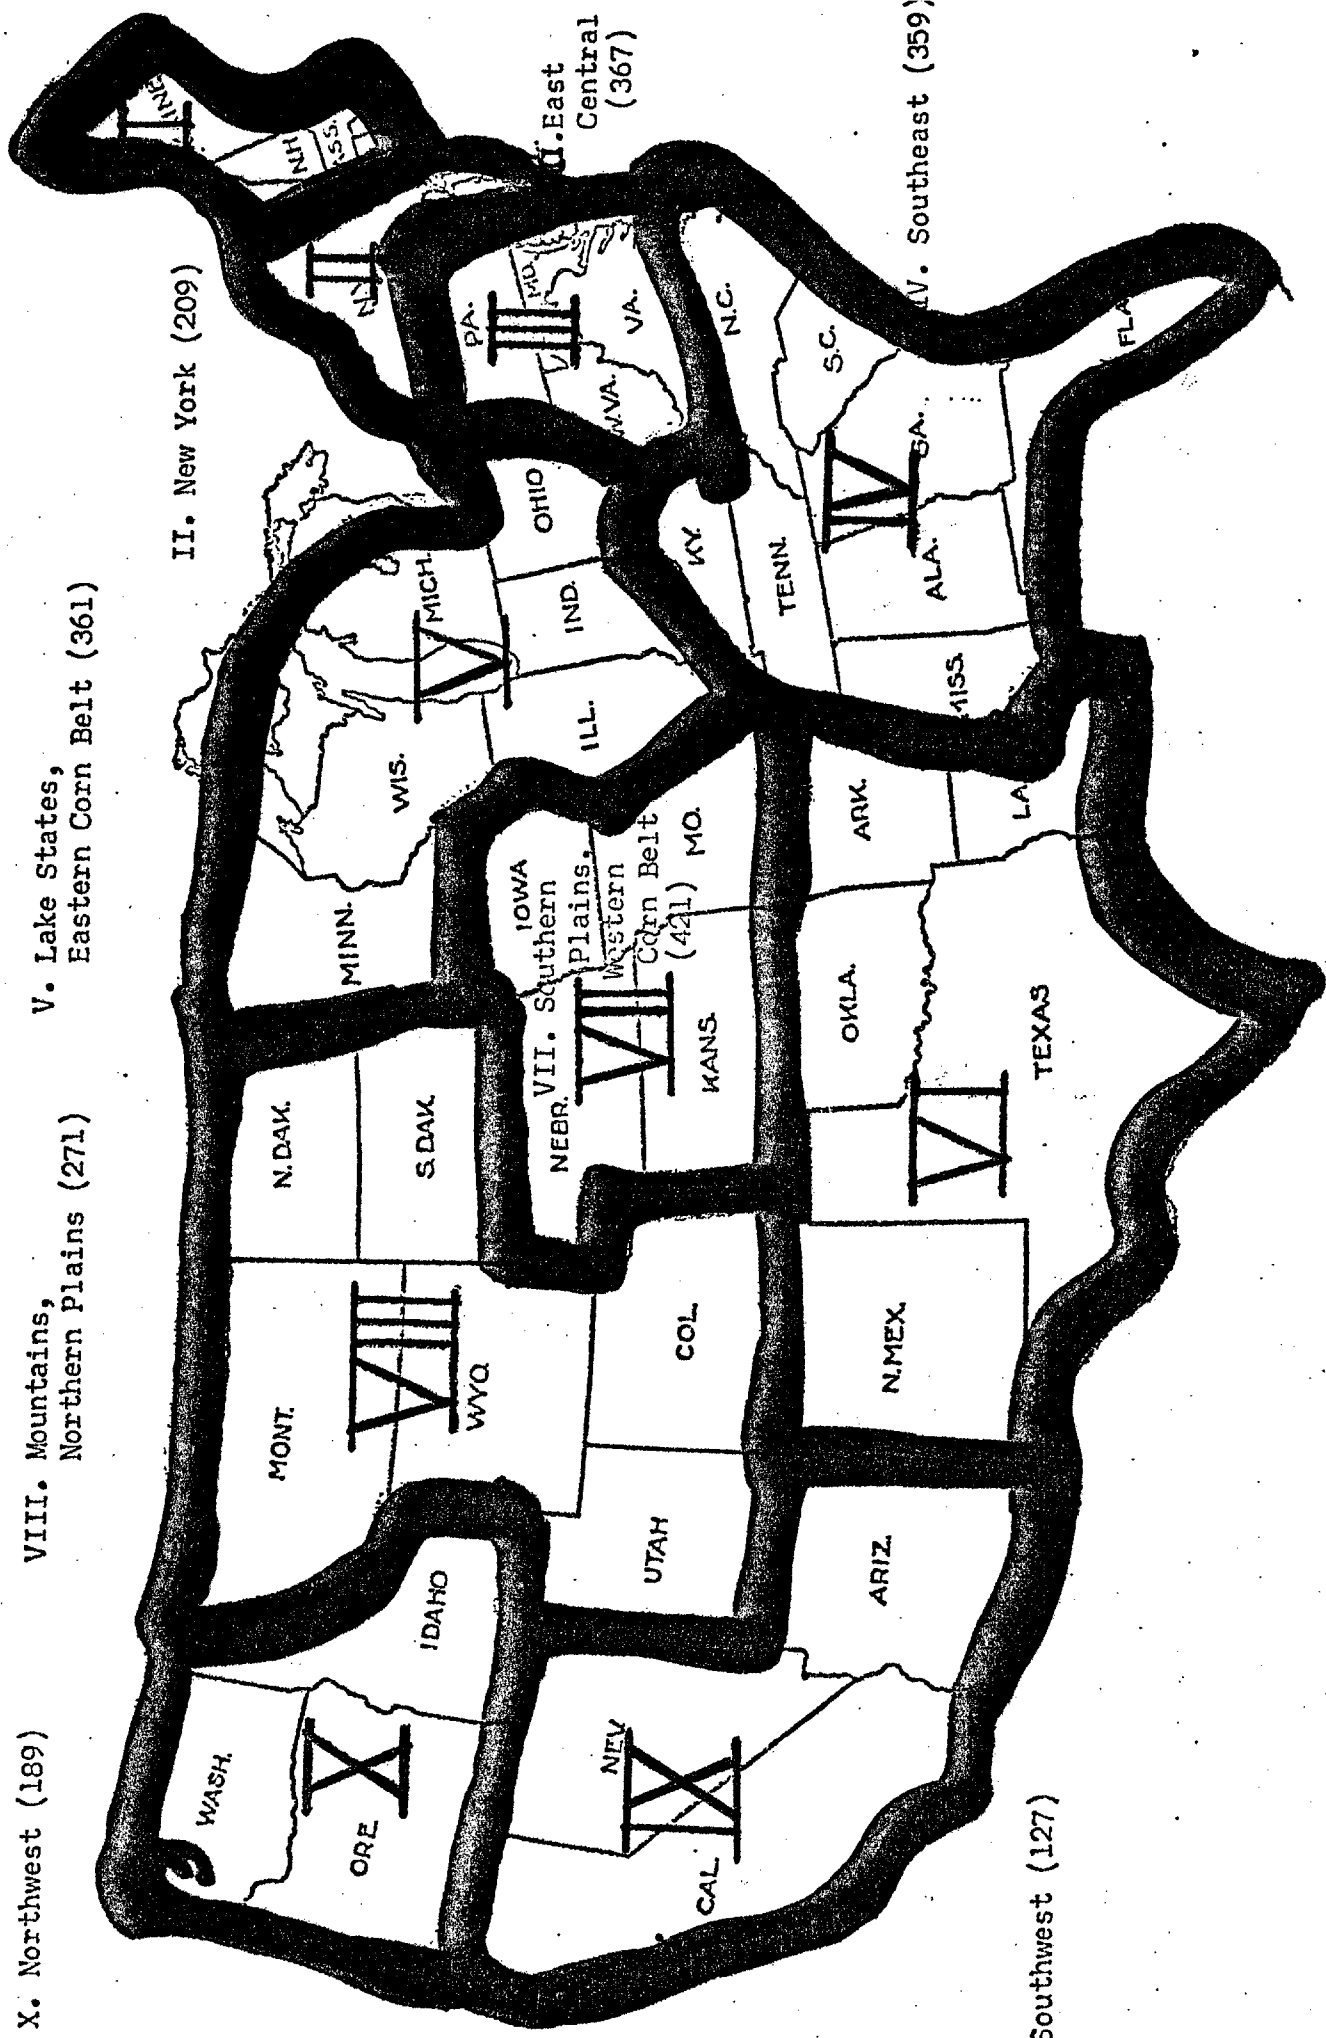 X. Northwest (189)
VIII. Mountains,
Northern Plains (271)
V. Lake States,
Eastern Corn Belt (361)
II. New York (209)
I
II
N.Y.
N.H.
WASH.
ORE
X
IDAHO
MONT.
VIII
WYO.
N.DAK.
S.DAK.
MINN.
WIS.
MICH.
V
PA.
III
MD.
VA.
W.VA.
OHIO
IND.
ILL.
IOWA
NEBR.
VII. Southern
Plains,
Western
Corn Belt
(421)
VII
KANS.
MO.
NEV.
IX
CAL.
UTAH
COL.
ARIZ.
N.MEX.
OKLA.
VI
TEXAS
ARK.
LA
KY.
TENN.
N.C.
S.C.
IV
ALA.
FLA
East
Central
(367)
Southeast (359)
Southwest (127)